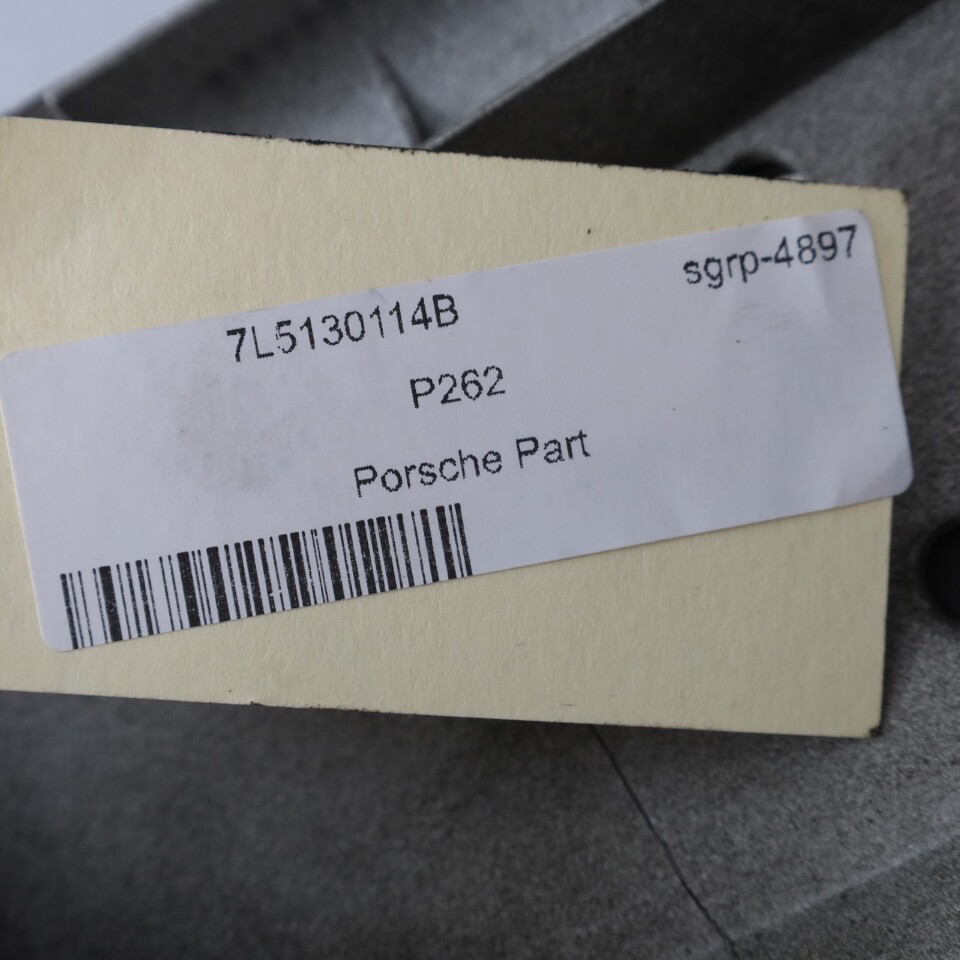 sgrp-4897
7L5130114B
P262
Porsche Part